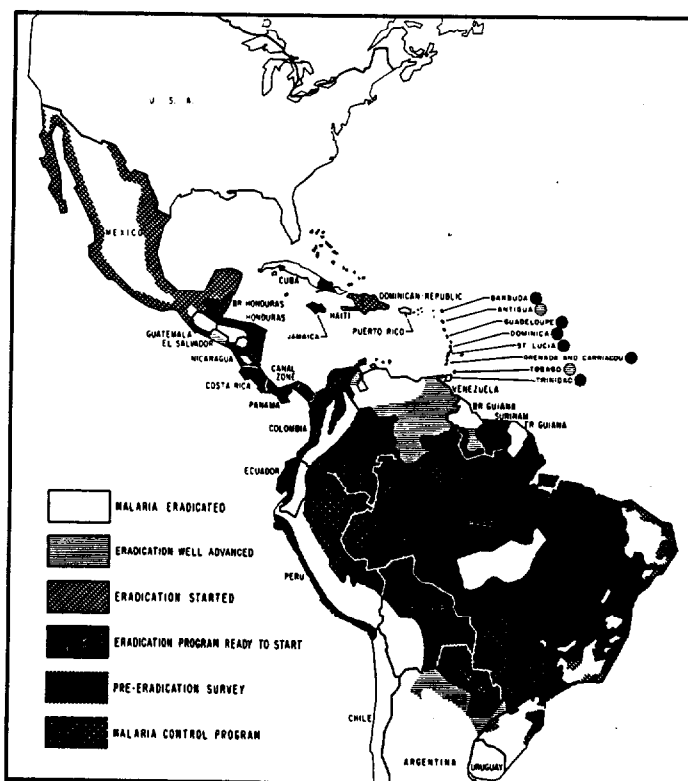 U. S. A.
MEXICO
CUBA
DOMINICAN REPUBLIC
BR HONDURAS
HONDURAS
HAITI
JAMAICA
PUERTO RICO
GUATEMALA
EL SALVADOR
NICARAGUA
COSTA RICA
CANAL
ZONE
PANAMA
BARBUDA
ANTIGUA
GUADELOUPE
DOMINICA
ST LUCIA
GRENADA AND CARRIACOU
TOBAGO
TRINIDAD
VENEZUELA
BR GUIANA
SURINAM
FR GUIANA
COLOMBIA
ECUADOR
PERU
CHILE
ARGENTINA
URUGUAY
MALARIA ERADICATED
ERADICATION WELL ADVANCED
ERADICATION STARTED
ERADICATION PROGRAM READY TO START
PRE-ERADICATION SURVEY
MALARIA CONTROL PROGRAM